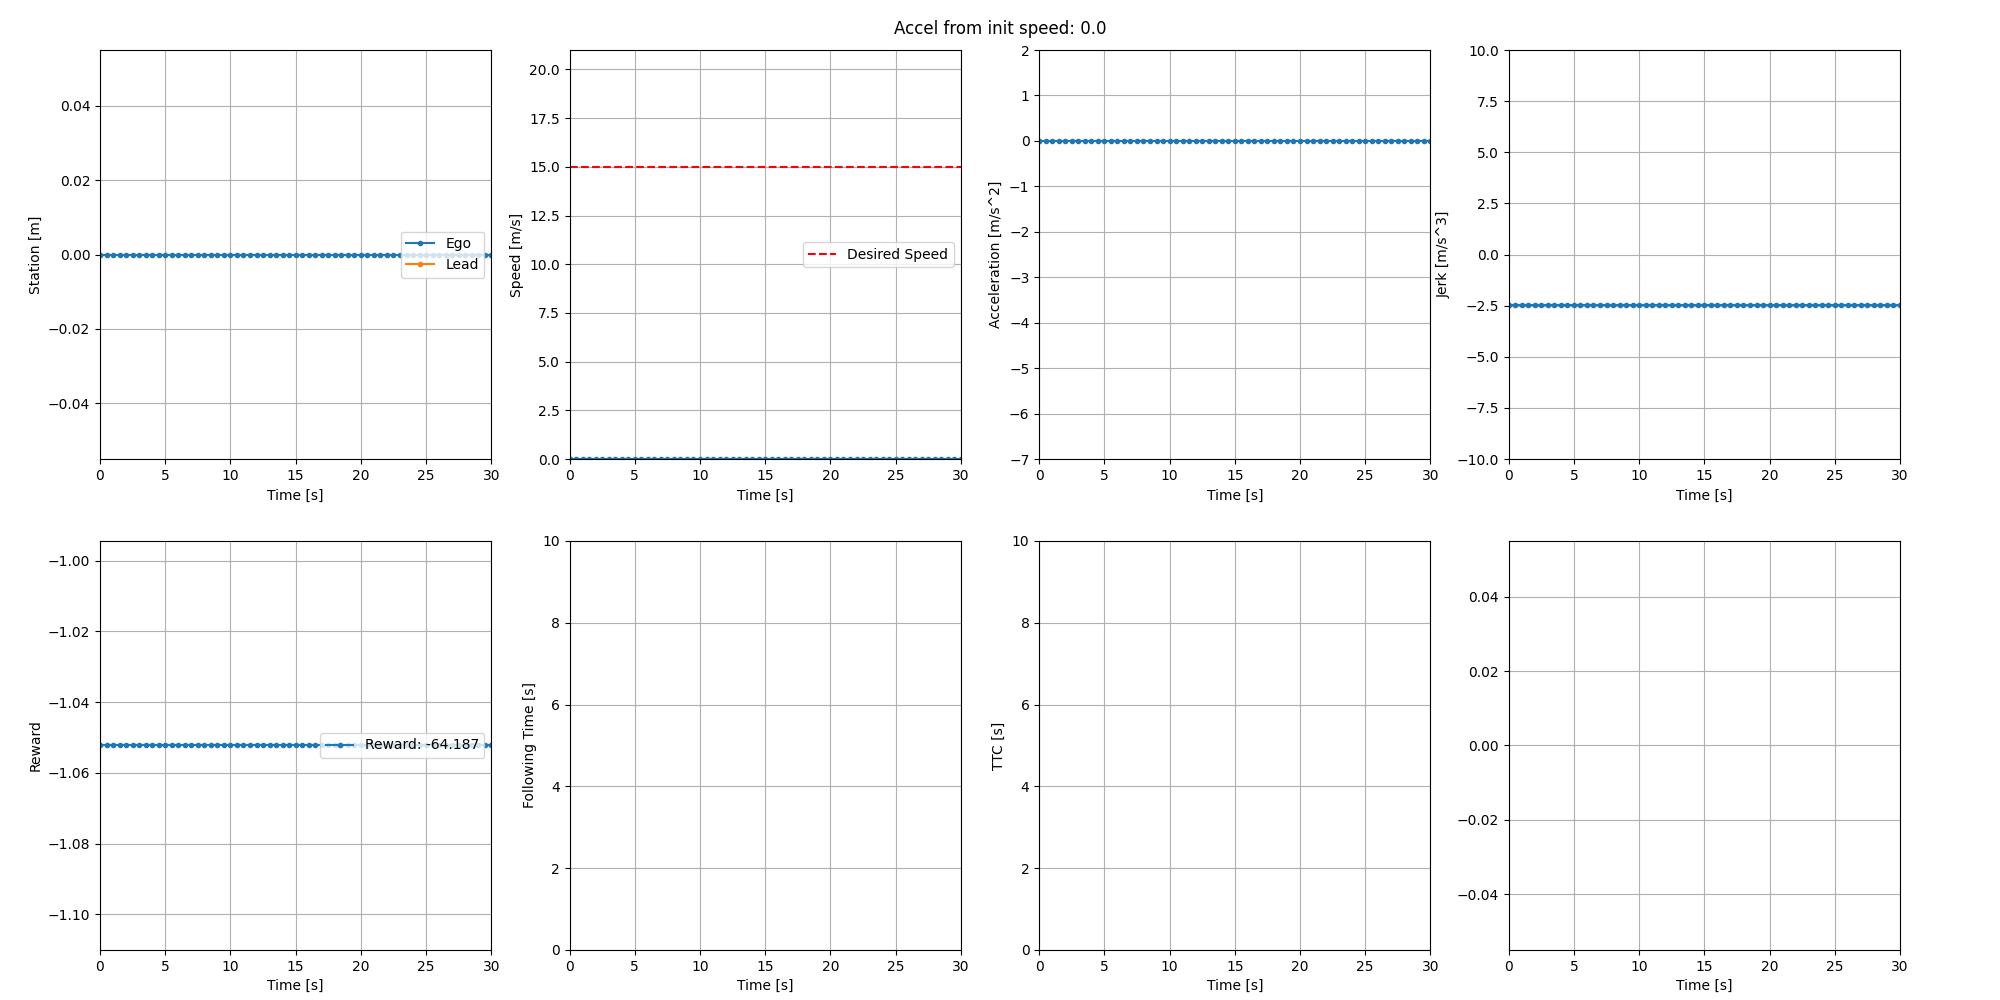 Accel from init speed: 0.0
Station [m]
0.04
0.02
0.00
−0.02
−0.04
Ego
Lead
0 5 10 15 20 25 30
Time [s]
Speed [m/s]
20.0
17.5
15.0
12.5
10.0
7.5
5.0
2.5
0.0
Desired Speed
0 5 10 15 20 25 30
Time [s]
Acceleration [m/s^2]
2
1
0
−1
−2
−3
−4
−5
−6
−7
0 5 10 15 20 25 30
Time [s]
Jerk [m/s^3]
10.0
7.5
5.0
2.5
0.0
−2.5
−5.0
−7.5
−10.0
0 5 10 15 20 25 30
Time [s]
Reward
−1.00
−1.02
−1.04
−1.06
−1.08
−1.10
Reward: -64.187
0 5 10 15 20 25 30
Time [s]
Following Time [s]
10
8
6
4
2
0
0 5 10 15 20 25 30
Time [s]
TTC [s]
10
8
6
4
2
0
0 5 10 15 20 25 30
Time [s]
0.04
0.02
0.00
−0.02
−0.04
0 5 10 15 20 25 30
Time [s]